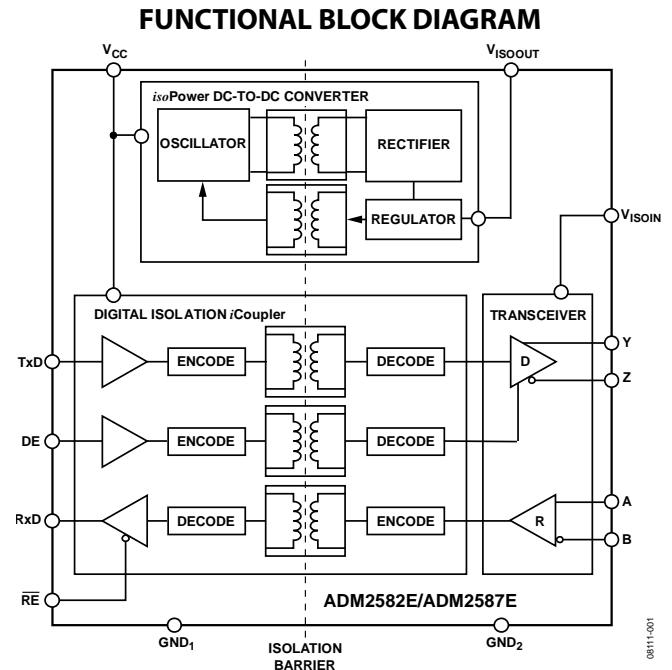 FUNCTIONAL BLOCK DIAGRAM
VCC
VISOOUT
isoPower DC-TO-DC CONVERTER
OSCILLATOR
RECTIFIER
REGULATOR
VISOIN
DIGITAL ISOLATION iCoupler
TRANSCEIVER
TxD
ENCODE
DECODE
D
Y
Z
DE
ENCODE
DECODE
RxD
DECODE
ENCODE
R
A
B
RE
ADM2582E/ADM2587E
GND1
ISOLATION
BARRIER
GND2
08111-001